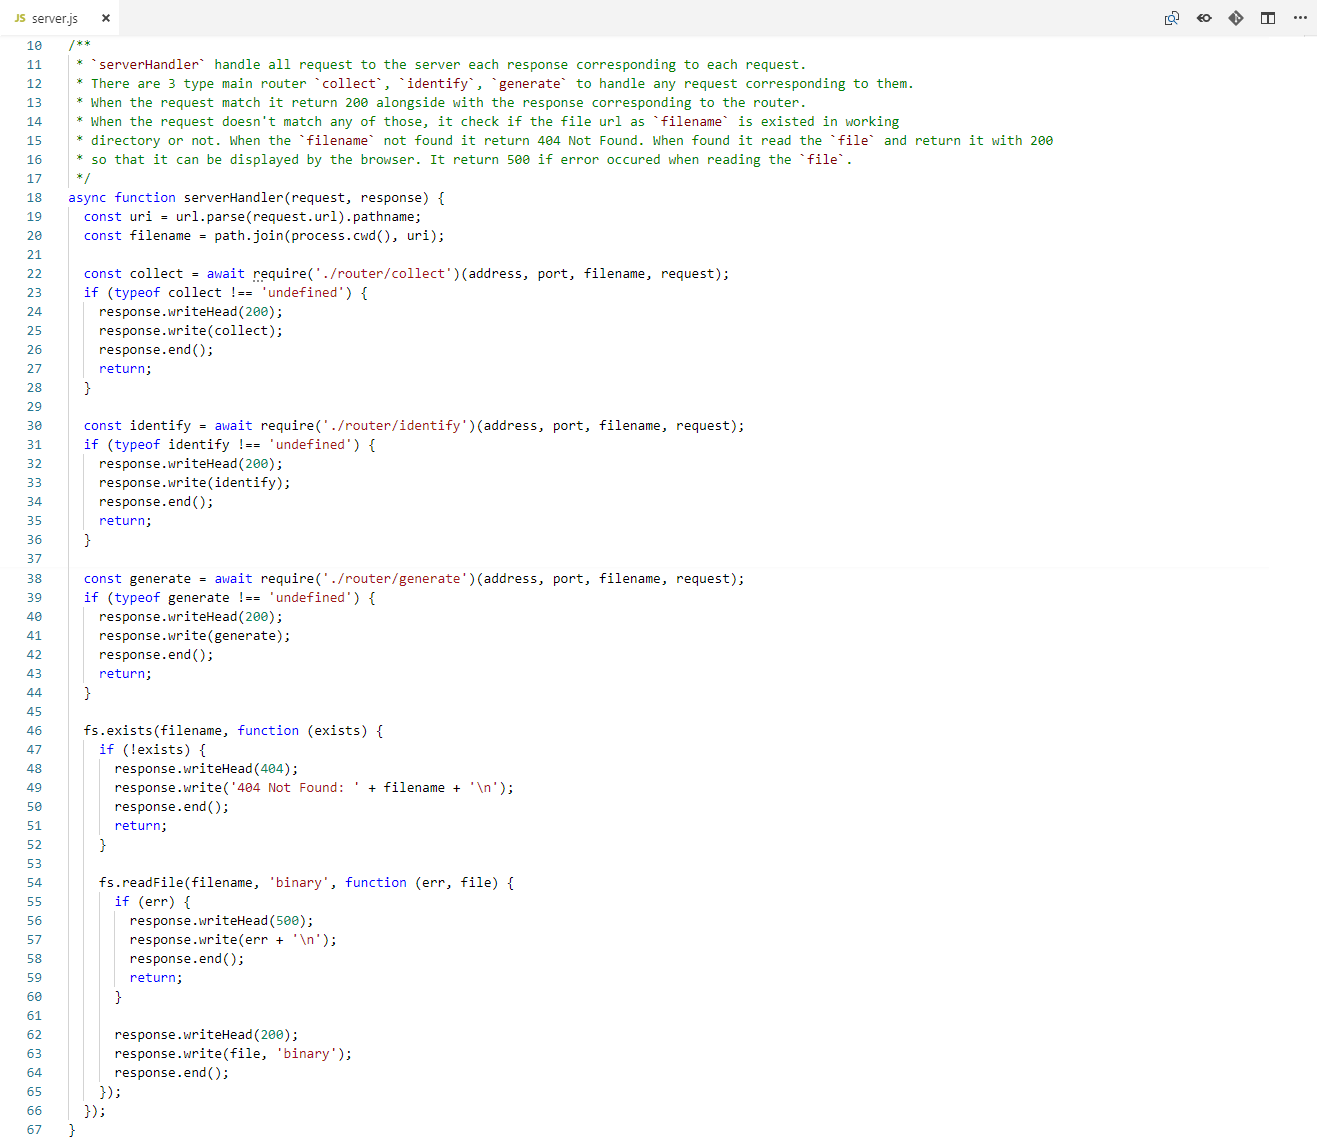 JS server.js ×
10 /**
11  * `serverHandler` handle all request to the server each response corresponding to each request.
12  * There are 3 type main router `collect`, `identify`, `generate` to handle any request corresponding to them.
13  * When the request match it return 200 alongside with the response corresponding to the router.
14  * When the request doesn't match any of those, it check if the file url as `filename` is existed in working
15  * directory or not. When the `filename` not found it return 404 Not Found. When found it read the `file` and return it with 200
16  * so that it can be displayed by the browser. It return 500 if error occured when reading the `file`.
17  */
18 async function serverHandler(request, response) {
19   const uri = url.parse(request.url).pathname;
20   const filename = path.join(process.cwd(), uri);
21
22   const collect = await require('./router/collect')(address, port, filename, request);
23   if (typeof collect !== 'undefined') {
24     response.writeHead(200);
25     response.write(collect);
26     response.end();
27     return;
28   }
29
30   const identify = await require('./router/identify')(address, port, filename, request);
31   if (typeof identify !== 'undefined') {
32     response.writeHead(200);
33     response.write(identify);
34     response.end();
35     return;
36   }
37
38   const generate = await require('./router/generate')(address, port, filename, request);
39   if (typeof generate !== 'undefined') {
40     response.writeHead(200);
41     response.write(generate);
42     response.end();
43     return;
44   }
45
46   fs.exists(filename, function (exists) {
47     if (!exists) {
48       response.writeHead(404);
49       response.write('404 Not Found: ' + filename + '\n');
50       response.end();
51       return;
52     }
53
54     fs.readFile(filename, 'binary', function (err, file) {
55       if (err) {
56         response.writeHead(500);
57         response.write(err + '\n');
58         response.end();
59         return;
60       }
61
62       response.writeHead(200);
63       response.write(file, 'binary');
64       response.end();
65     });
66   });
67 }